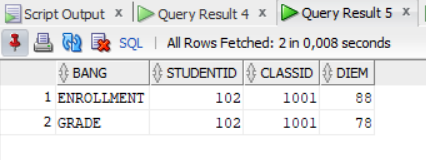 Script Output × Query Result 4 × Query Result 5 ×
SQL | All Rows Fetched: 2 in 0,008 seconds
BANG STUDENTID CLASSID DIEM
1 ENROLLMENT 102 1001 88
2 GRADE 102 1001 78